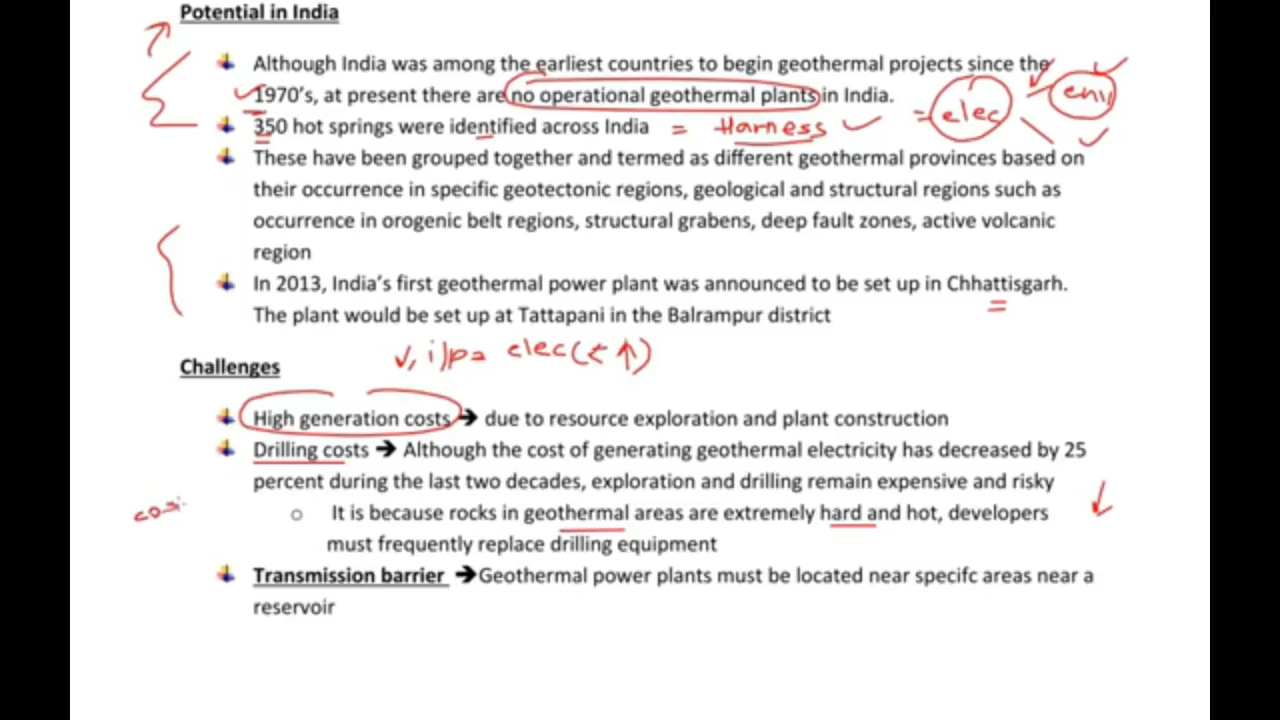 Potential in India
Although India was among the earliest countries to begin geothermal projects since the
1970's, at present there are no operational geothermal plants in India.
= elec
env
350 hot springs were identified across India = Harness
These have been grouped together and termed as different geothermal provinces based on
their occurrence in specific geotectonic regions, geological and structural regions such as
occurrence in orogenic belt regions, structural grabens, deep fault zones, active volcanic
region
In 2013, India's first geothermal power plant was announced to be set up in Chhattisgarh.
The plant would be set up at Tattapani in the Balrampur district
i/p= elec(₹ ↑)
Challenges
High generation costs ➔ due to resource exploration and plant construction
Drilling costs ➔ Although the cost of generating geothermal electricity has decreased by 25
percent during the last two decades, exploration and drilling remain expensive and risky
o It is because rocks in geothermal areas are extremely hard and hot, developers
must frequently replace drilling equipment
Transmission barrier ➔Geothermal power plants must be located near specifc areas near a
reservoir